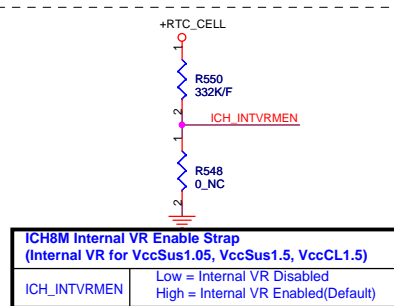 +RTC_CELL
1
R550
332K/F
2
ICH_INTVRMEN
1
R548
0_NC
2
ICH8M Internal VR Enable Strap
(Internal VR for VccSus1.05, VccSus1.5, VccCL1.5)
ICH_INTVRMEN
Low = Internal VR Disabled
High = Internal VR Enabled(Default)